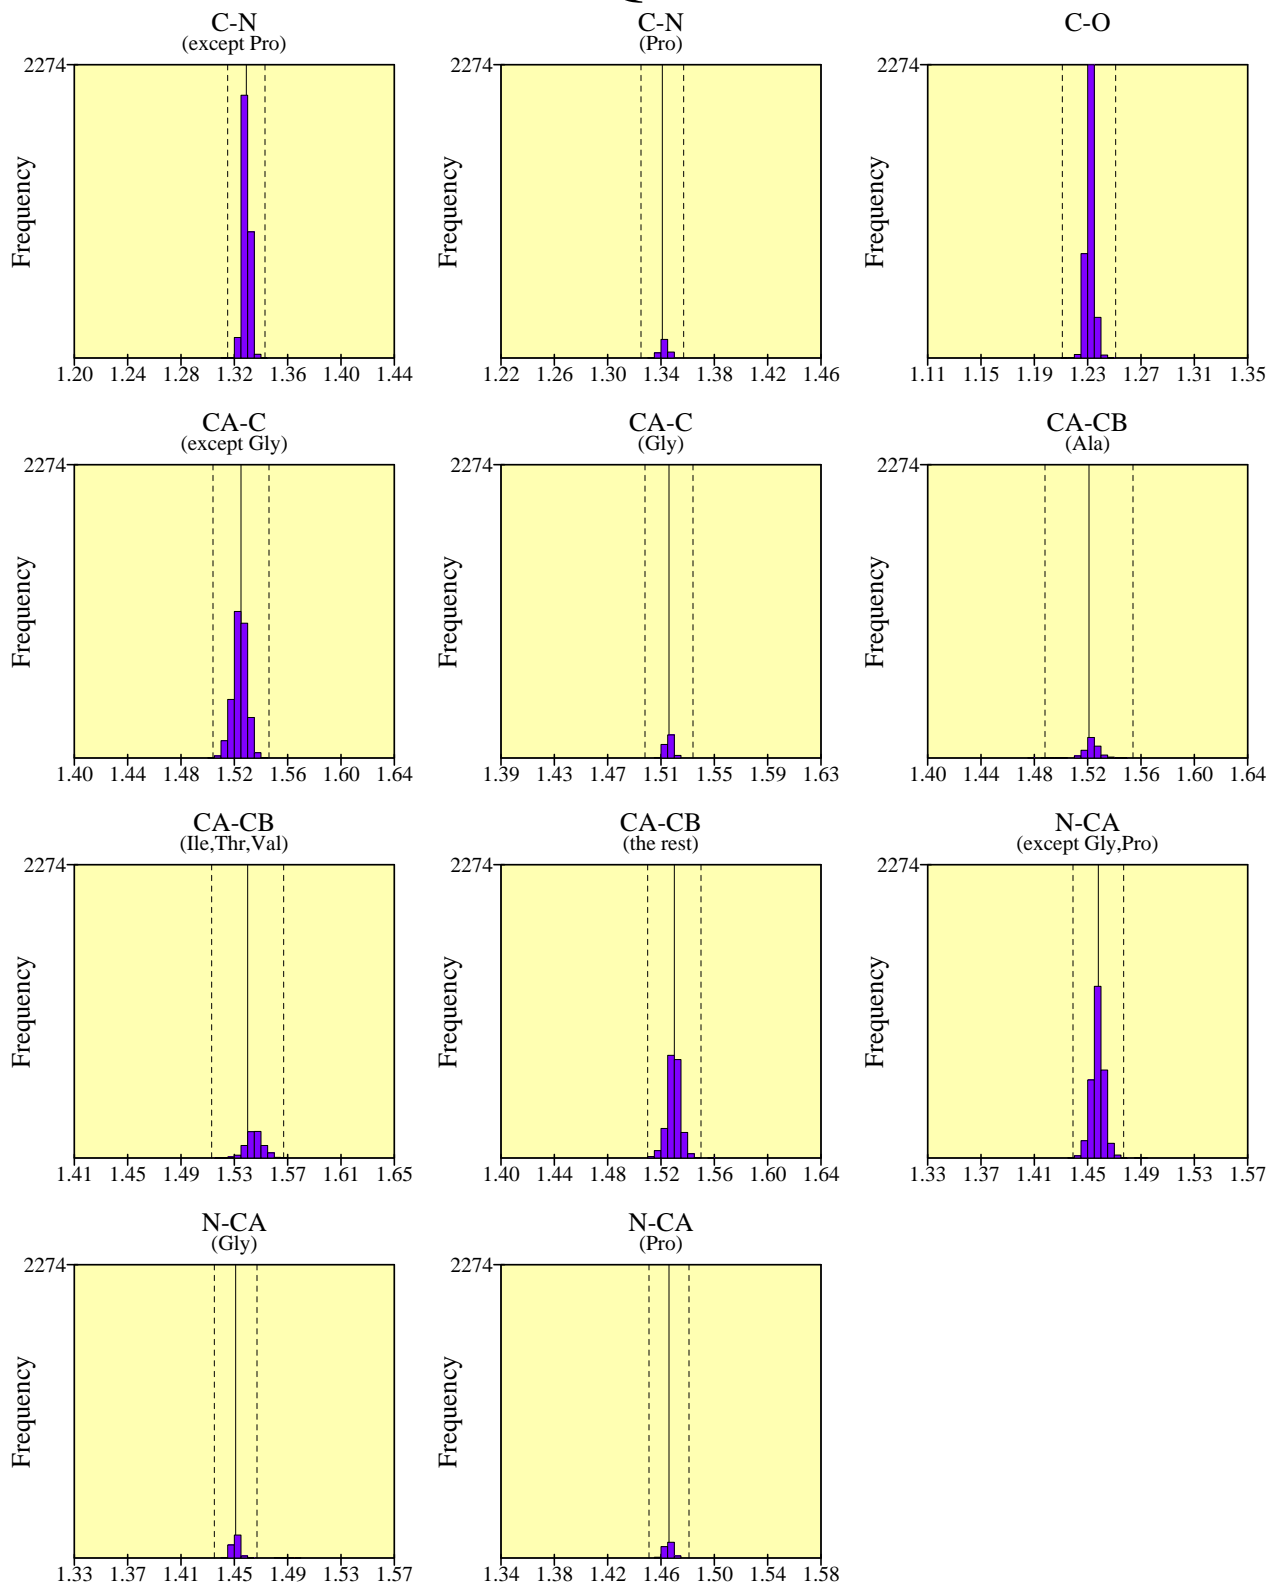 C-N C-N C-O
(except Pro) (Pro)
2274 2274 2274
Frequency Frequency Frequency
1.20 1.24 1.28 1.32 1.36 1.40 1.44 1.22 1.26 1.30 1.34 1.38 1.42 1.46 1.11 1.15 1.19 1.23 1.27 1.31 1.35
CA-C CA-C CA-CB
(except Gly) (Gly) (Ala)
2274 2274 2274
Frequency Frequency Frequency
1.40 1.44 1.48 1.52 1.56 1.60 1.64 1.39 1.43 1.47 1.51 1.55 1.59 1.63 1.40 1.44 1.48 1.52 1.56 1.60 1.64
CA-CB CA-CB N-CA
(Ile,Thr,Val) (the rest) (except Gly,Pro)
2274 2274 2274
Frequency Frequency Frequency
1.41 1.45 1.49 1.53 1.57 1.61 1.65 1.40 1.44 1.48 1.52 1.56 1.60 1.64 1.33 1.37 1.41 1.45 1.49 1.53 1.57
N-CA N-CA
(Gly) (Pro)
2274 2274
Frequency Frequency
1.33 1.37 1.41 1.45 1.49 1.53 1.57 1.34 1.38 1.42 1.46 1.50 1.54 1.58